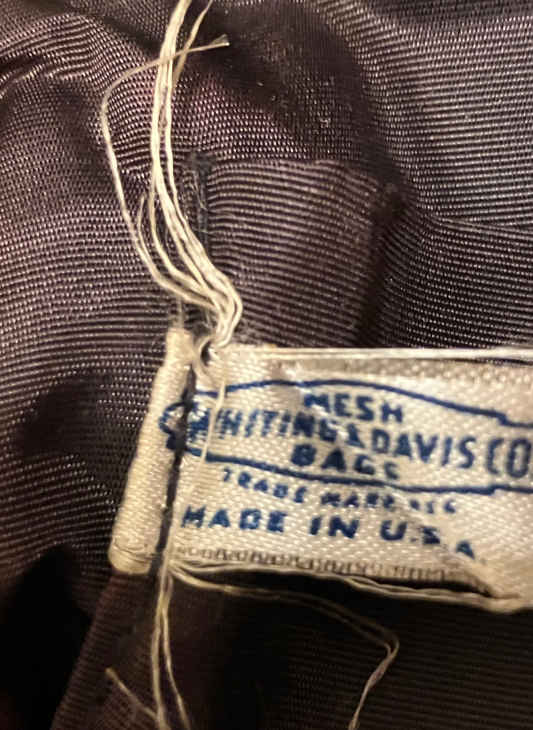 MESH
WHITING & DAVIS CO
BAGS
TRADE MARK REG
MADE IN U.S.A.